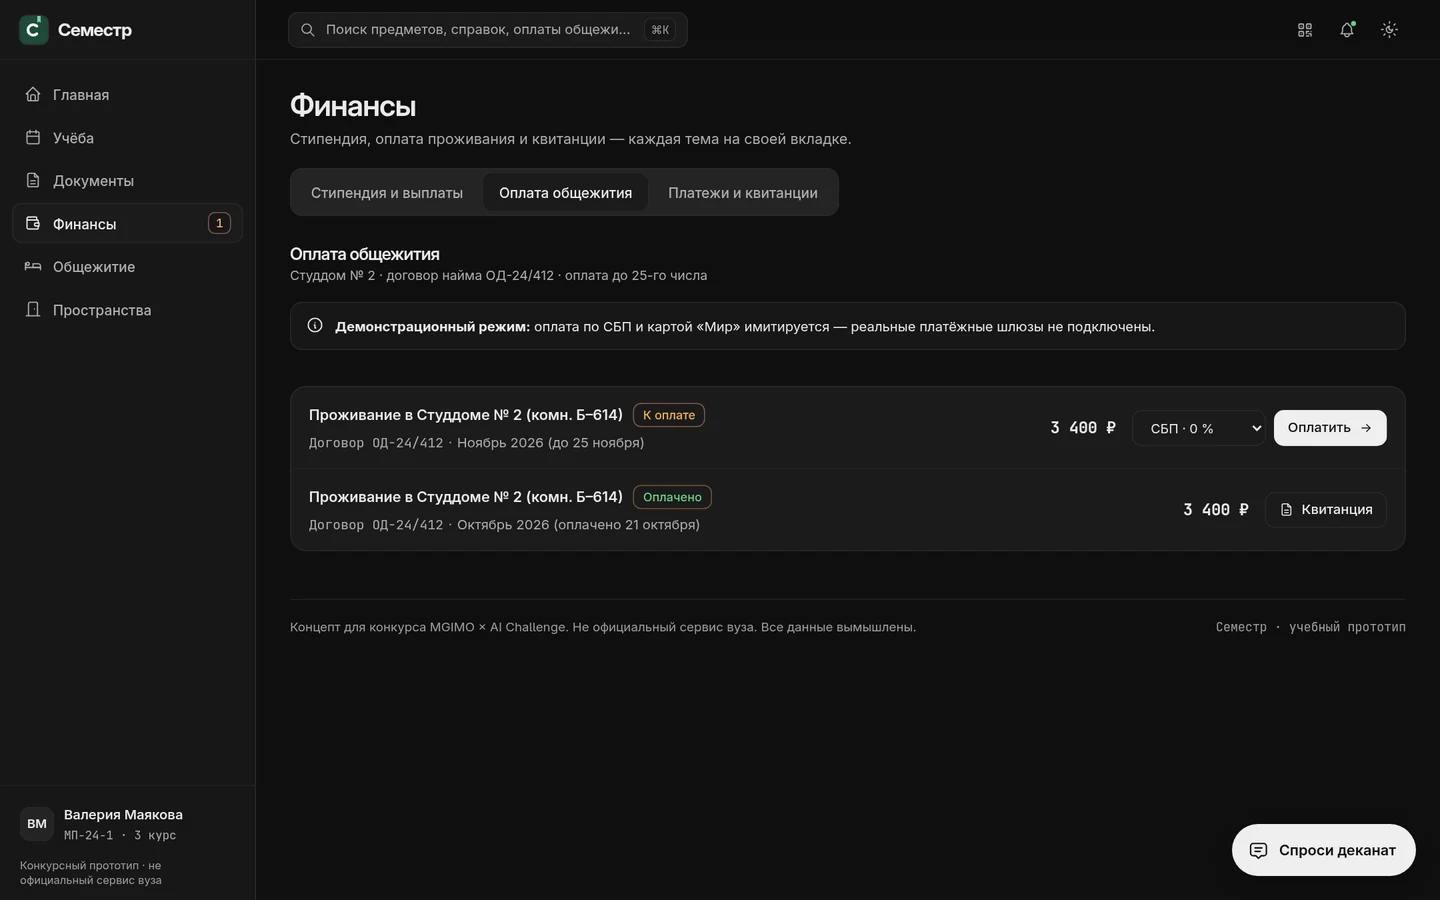 Семестр
Поиск предметов, справок, оплаты общежи... ⌘K
Главная
Учёба
Документы
Финансы 1
Общежитие
Пространства
Финансы
Стипендия, оплата проживания и квитанции — каждая тема на своей вкладке.
Стипендия и выплаты Оплата общежития Платежи и квитанции
Оплата общежития
Студдом № 2 · договор найма ОД-24/412 · оплата до 25-го числа
Демонстрационный режим: оплата по СБП и картой «Мир» имитируется — реальные платёжные шлюзы не подключены.
Проживание в Студдоме № 2 (комн. Б–614) К оплате
Договор ОД-24/412 · Ноябрь 2026 (до 25 ноября)
3 400 ₽ СБП · 0 % Оплатить →
Проживание в Студдоме № 2 (комн. Б–614) Оплачено
Договор ОД-24/412 · Октябрь 2026 (оплачено 21 октября)
3 400 ₽ Квитанция
Концепт для конкурса MGIMO × AI Challenge. Не официальный сервис вуза. Все данные вымышлены.
Семестр · учебный прототип
ВМ
Валерия Маякова
МП-24-1 · 3 курс
Конкурсный прототип · не
официальный сервис вуза
Спроси деканат